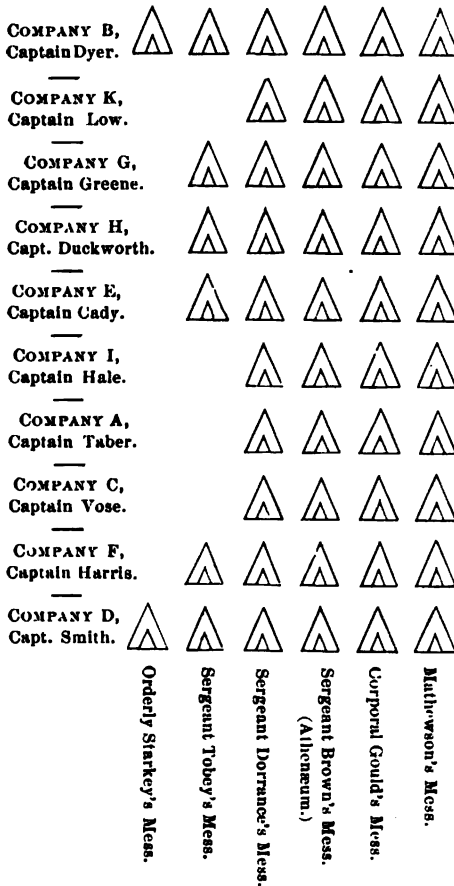 COMPANY B,
Captain Dyer.
COMPANY K,
Captain Low.
COMPANY G,
Captain Greene.
COMPANY H,
Capt. Duckworth.
COMPANY E,
Captain Cady.
COMPANY I,
Captain Hale.
COMPANY A,
Captain Taber.
COMPANY C,
Captain Vose.
COMPANY F,
Captain Harris.
COMPANY D,
Capt. Smith.
Orderly Starkey's Mess.
Sergeant Tobey's Mess.
Sergeant Dorrance's Mess.
Sergeant Brown's Mess.
(Athenæum.)
Corporal Gould's Mess.
Mathewson's Mess.